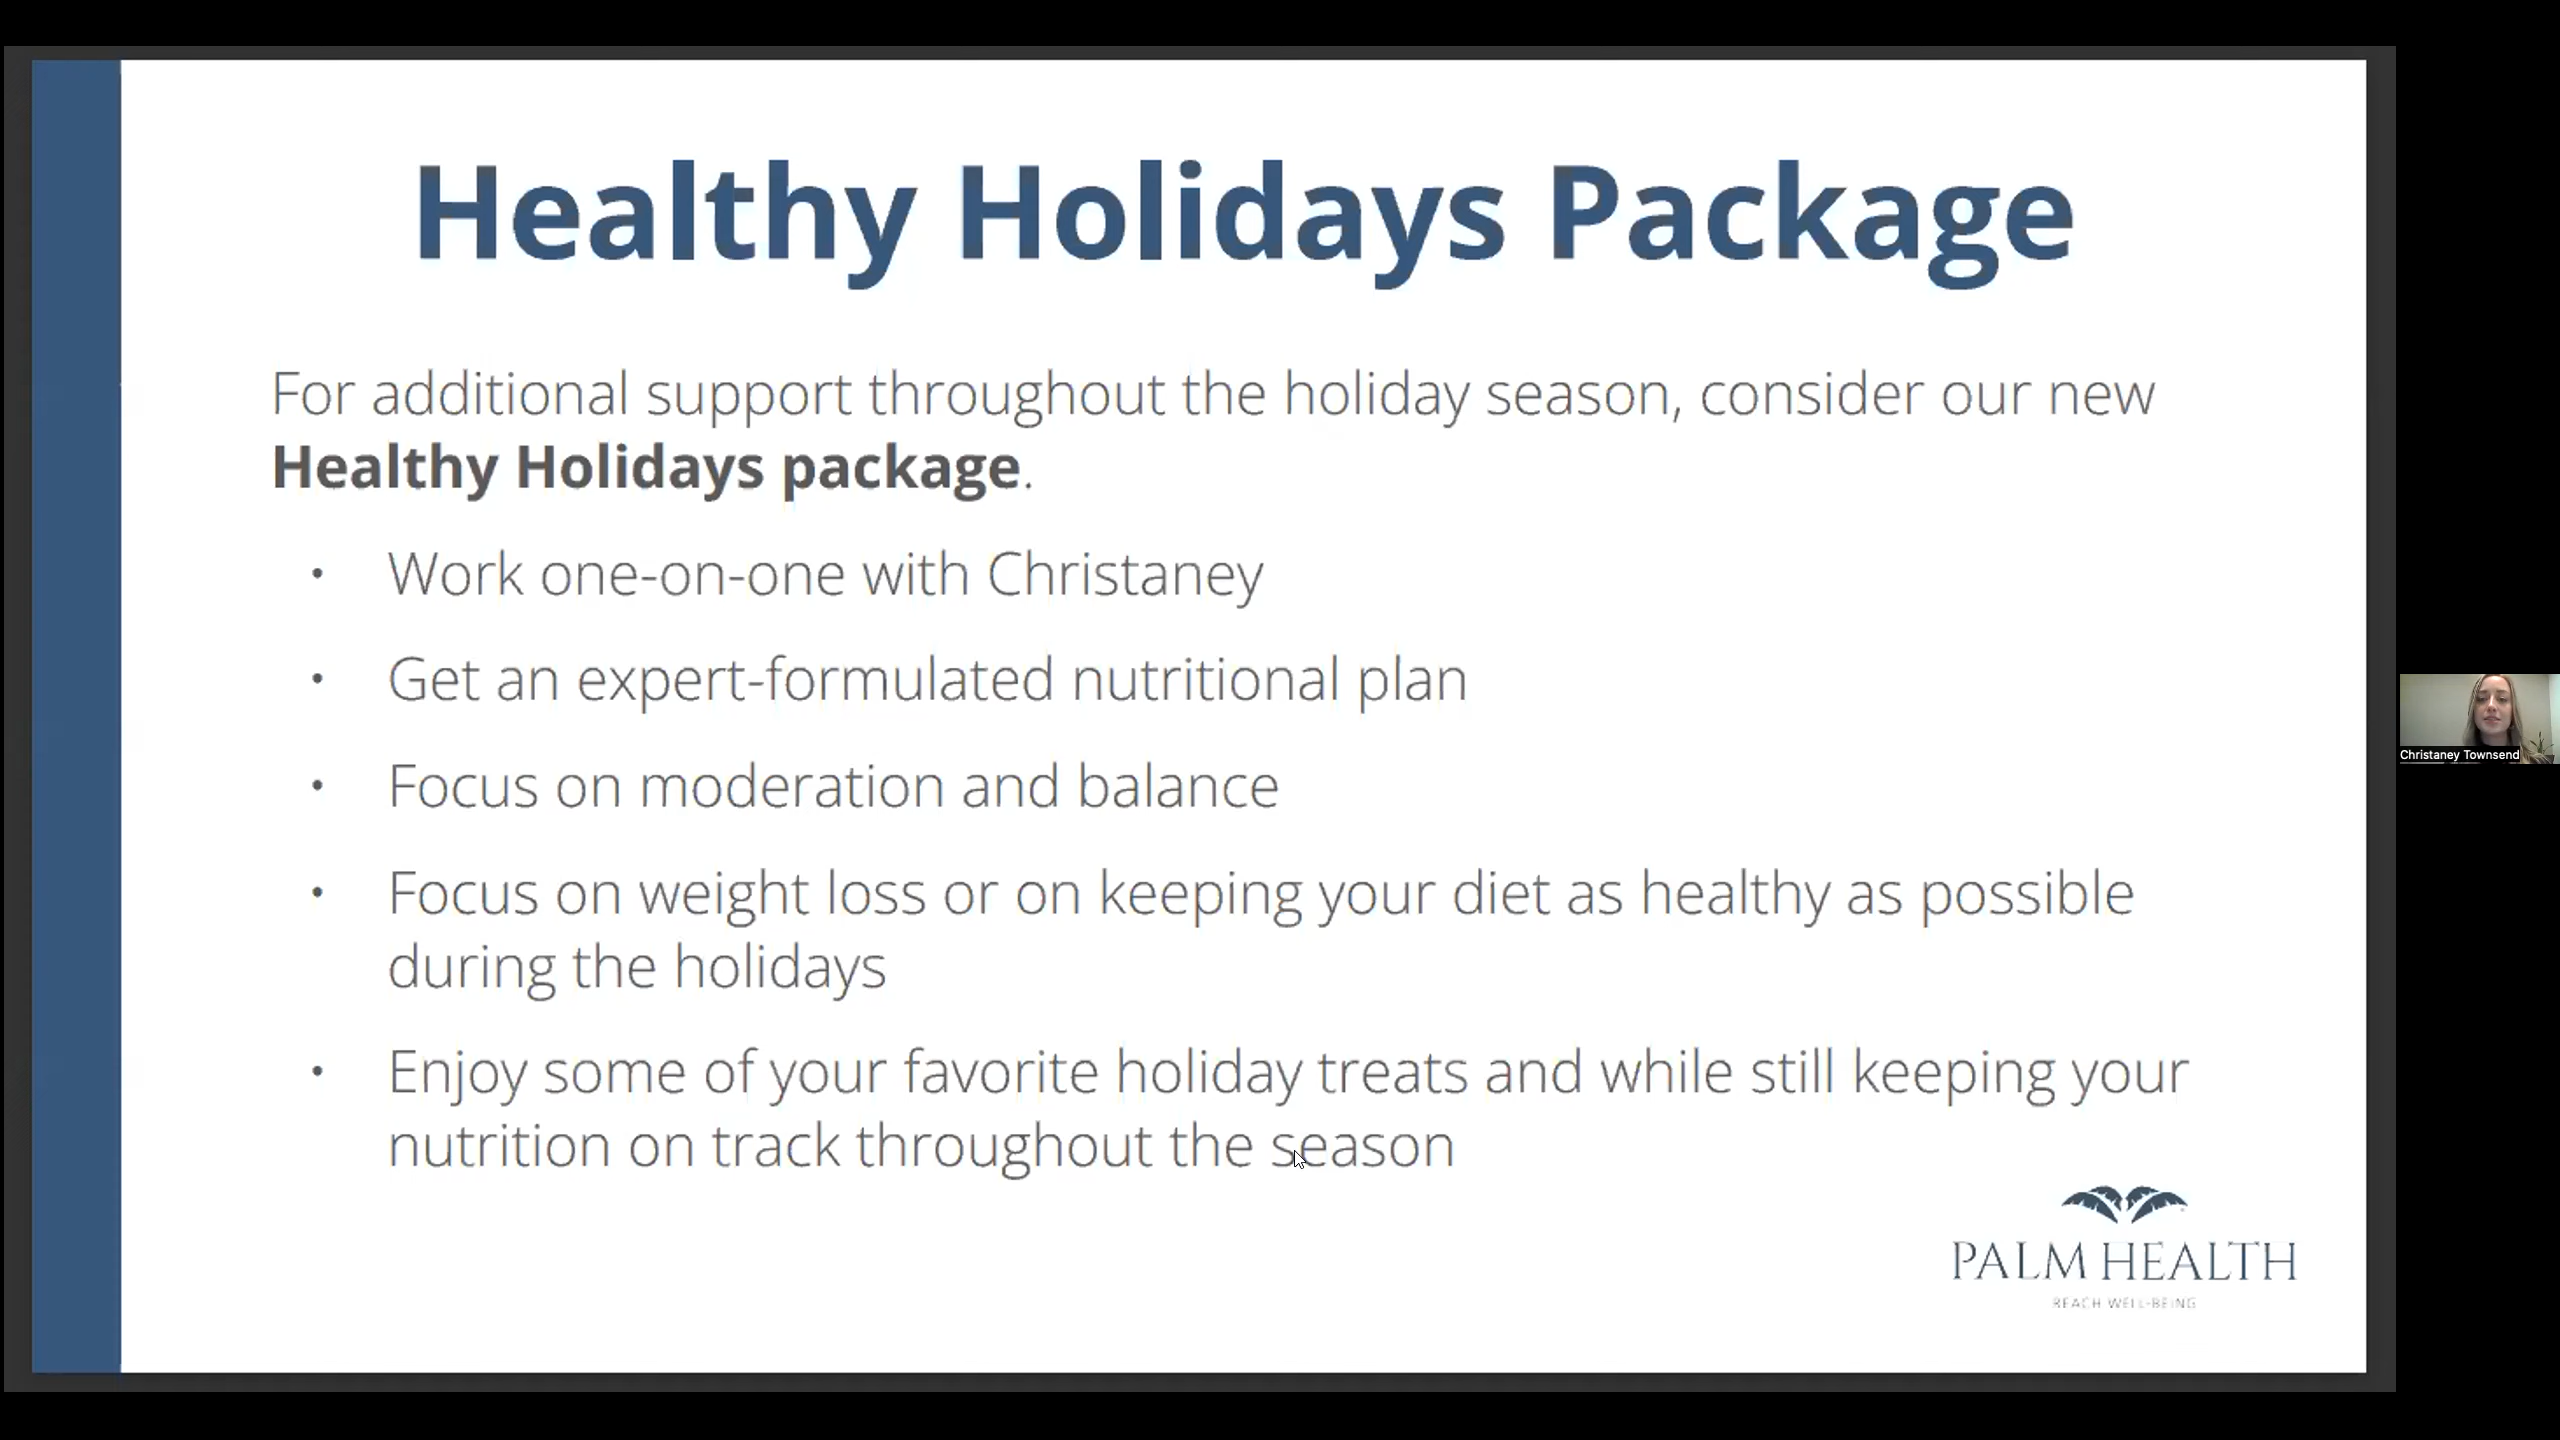 Healthy Holidays Package
For additional support throughout the holiday season, consider our new
Healthy Holidays package.
• Work one-on-one with Christaney
• Get an expert-formulated nutritional plan
• Focus on moderation and balance
• Focus on weight loss or on keeping your diet as healthy as possible
during the holidays
• Enjoy some of your favorite holiday treats and while still keeping your
nutrition on track throughout the season
PALM HEALTH
REACH WELL-BEING
Christaney Townsend